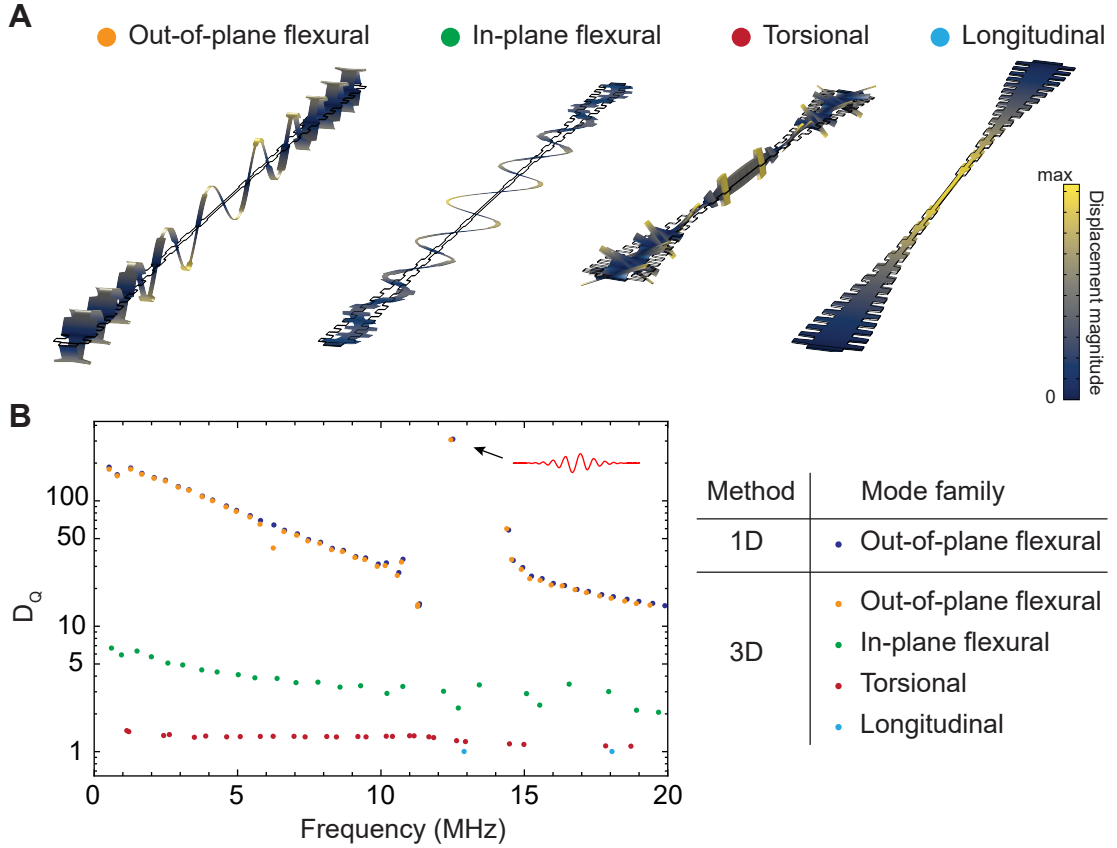 A
Out-of-plane flexural
In-plane flexural
Torsional
Longitudinal
max
Displacement magnitude
0
B
100
50
10
5
1
D_Q
0
5
10
15
20
Frequency (MHz)
Method
Mode family
1D
Out-of-plane flexural
3D
Out-of-plane flexural
In-plane flexural
Torsional
Longitudinal